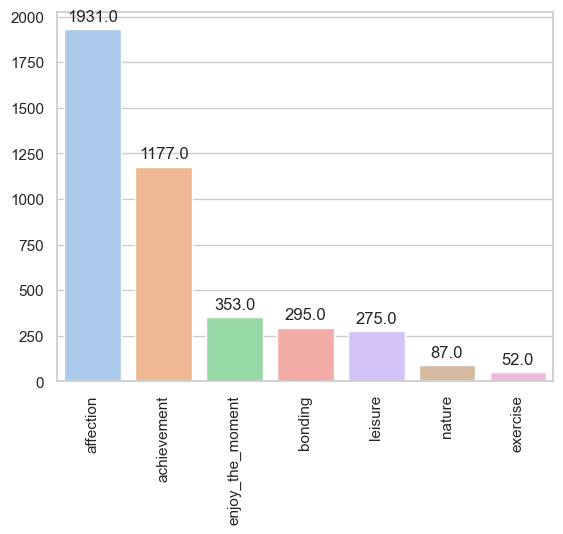 2000
1750
1500
1250
1000
750
500
250
0
1931.0
1177.0
353.0
295.0
275.0
87.0
52.0
affection
achievement
enjoy_the_moment
bonding
leisure
nature
exercise